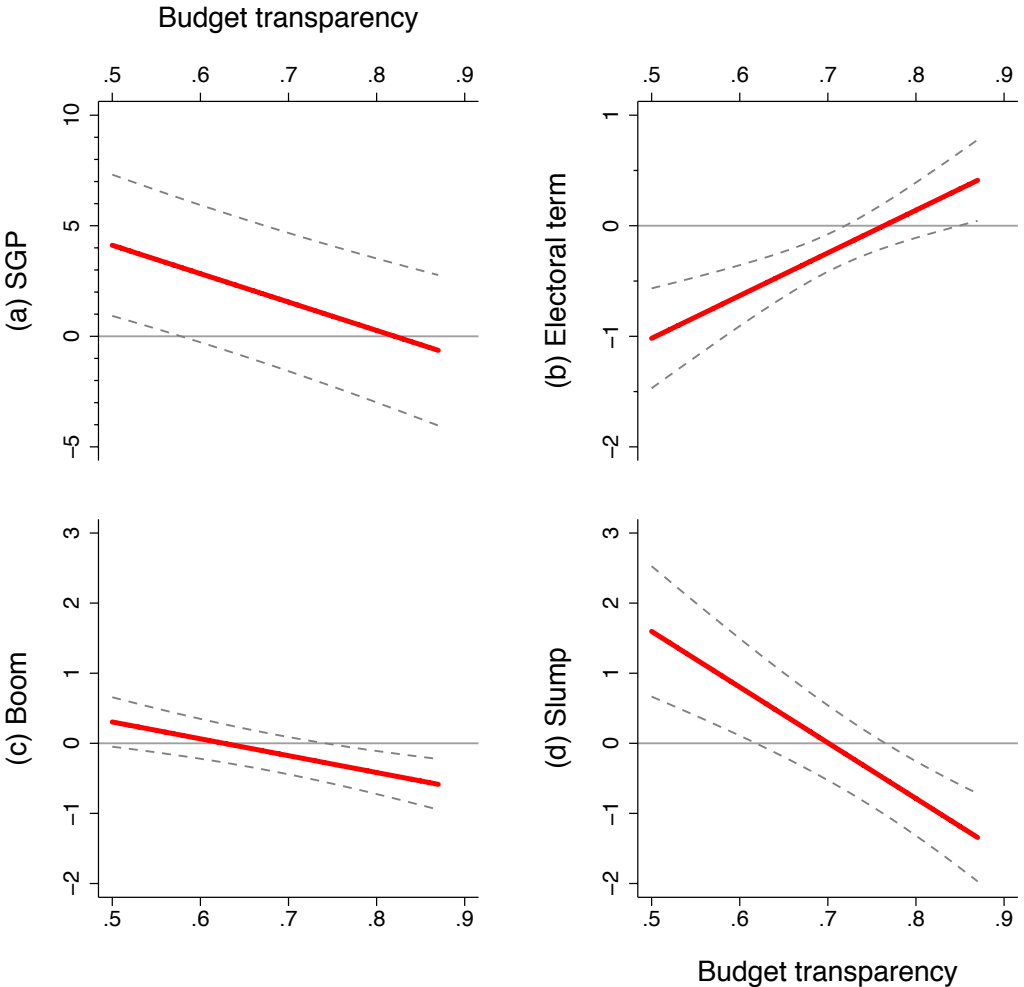 Budget transparency
.5 .6 .7 .8 .9
.5 .6 .7 .8 .9
(a) SGP
10
5
0
−5
(b) Electoral term
1
0
−1
−2
(c) Boom
3
2
1
0
−1
−2
.5 .6 .7 .8 .9
(d) Slump
3
2
1
0
−1
−2
.5 .6 .7 .8 .9
Budget transparency